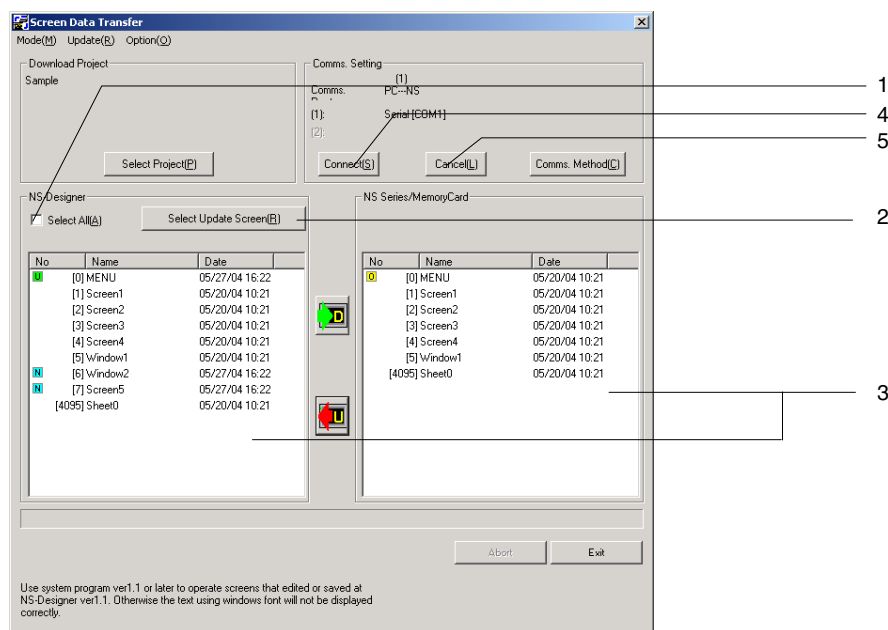 Screen Data Transfer
Mode(M) Update(R) Option(O)
Download Project
Sample
Select Project(P)
Comms. Setting
(1)
Comms. PC---NS
(1): Serial [COM1]
(2):
Connect(S) Cancel(L) Comms. Method(C)
1
4
5
NS-Designer
Select All(A) Select Update Screen(R)
2
No Name Date
U [0] MENU 05/27/04 16:22
[1] Screen1 05/20/04 10:21
[2] Screen2 05/20/04 10:21
[3] Screen3 05/20/04 10:21
[4] Screen4 05/20/04 10:21
[5] Window1 05/20/04 10:21
N [6] Window2 05/27/04 16:22
N [7] Screen5 05/27/04 16:22
[4095] Sheet0 05/20/04 10:21
D
U
NS Series/MemoryCard
No Name Date
O [0] MENU 05/20/04 10:21
[1] Screen1 05/20/04 10:21
[2] Screen2 05/20/04 10:21
[3] Screen3 05/20/04 10:21
[4] Screen4 05/20/04 10:21
[5] Window1 05/20/04 10:21
[4095] Sheet0 05/20/04 10:21
3
Abort Exit
Use system program ver1.1 or later to operate screens that edited or saved at
NS-Designer ver1.1. Otherwise the text using windows font will not be displayed
correctly.